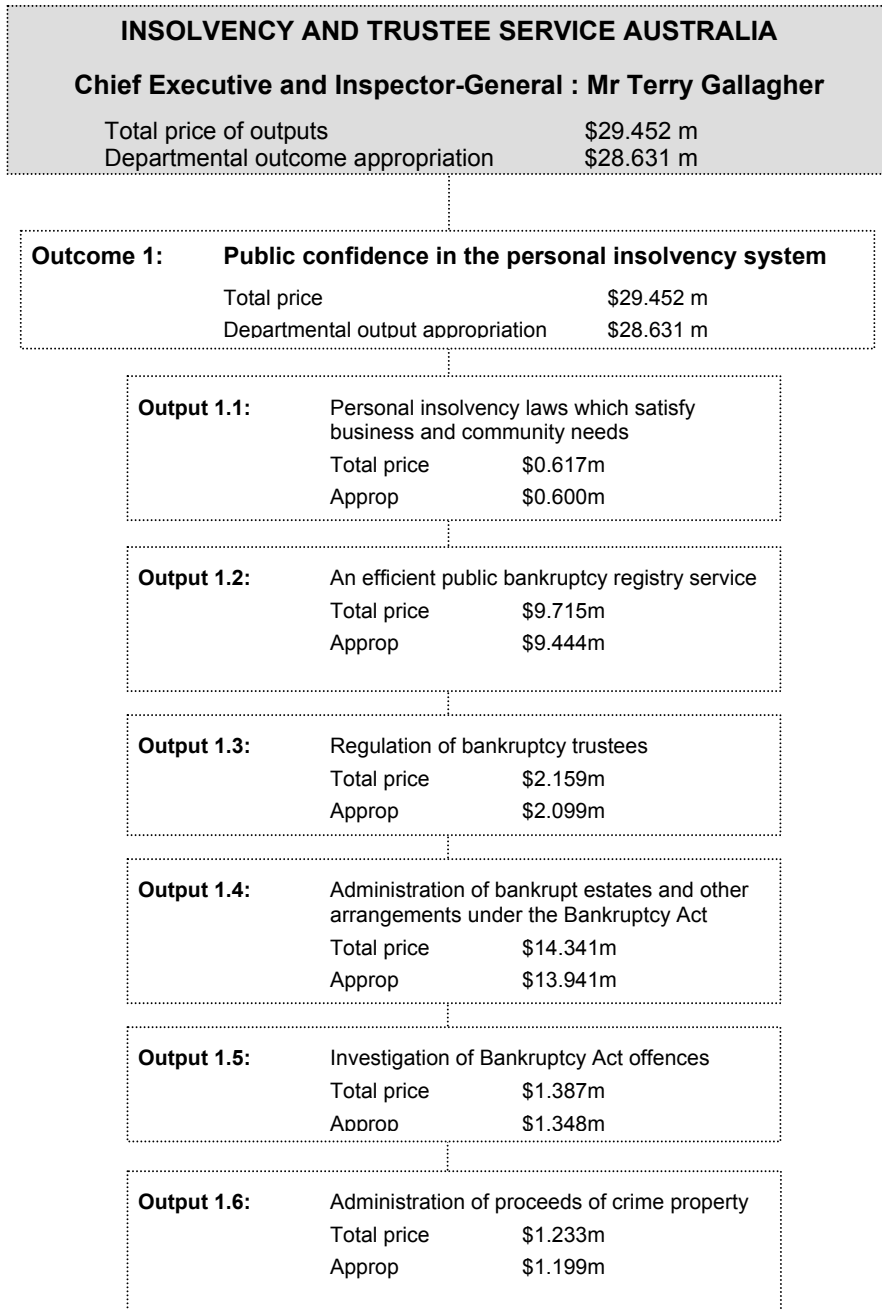 INSOLVENCY AND TRUSTEE SERVICE AUSTRALIA
Chief Executive and Inspector-General : Mr Terry Gallagher
Total price of outputs $29.452 m
Departmental outcome appropriation $28.631 m
Outcome 1: Public confidence in the personal insolvency system
Total price $29.452 m
Departmental output appropriation $28.631 m
Output 1.1: Personal insolvency laws which satisfy
business and community needs
Total price $0.617m
Approp $0.600m
Output 1.2: An efficient public bankruptcy registry service
Total price $9.715m
Approp $9.444m
Output 1.3: Regulation of bankruptcy trustees
Total price $2.159m
Approp $2.099m
Output 1.4: Administration of bankrupt estates and other
arrangements under the Bankruptcy Act
Total price $14.341m
Approp $13.941m
Output 1.5: Investigation of Bankruptcy Act offences
Total price $1.387m
Approp $1.348m
Output 1.6: Administration of proceeds of crime property
Total price $1.233m
Approp $1.199m